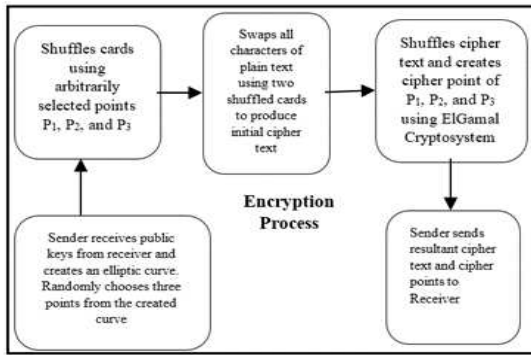 Shuffles cards
using
arbitrarily
selected points
P₁, P₂, and P₃
Swaps all
characters of
plain text
using two
shuffled cards
to produce
initial cipher
text
Shuffles cipher
text and creates
cipher point of
P₁, P₂, and P₃
using ElGamal
Cryptosystem
Encryption
Process
Sender receives public
keys from receiver and
creates an elliptic curve.
Randomly chooses three
points from the created
curve
Sender sends
resultant cipher
text and cipher
points to
Receiver